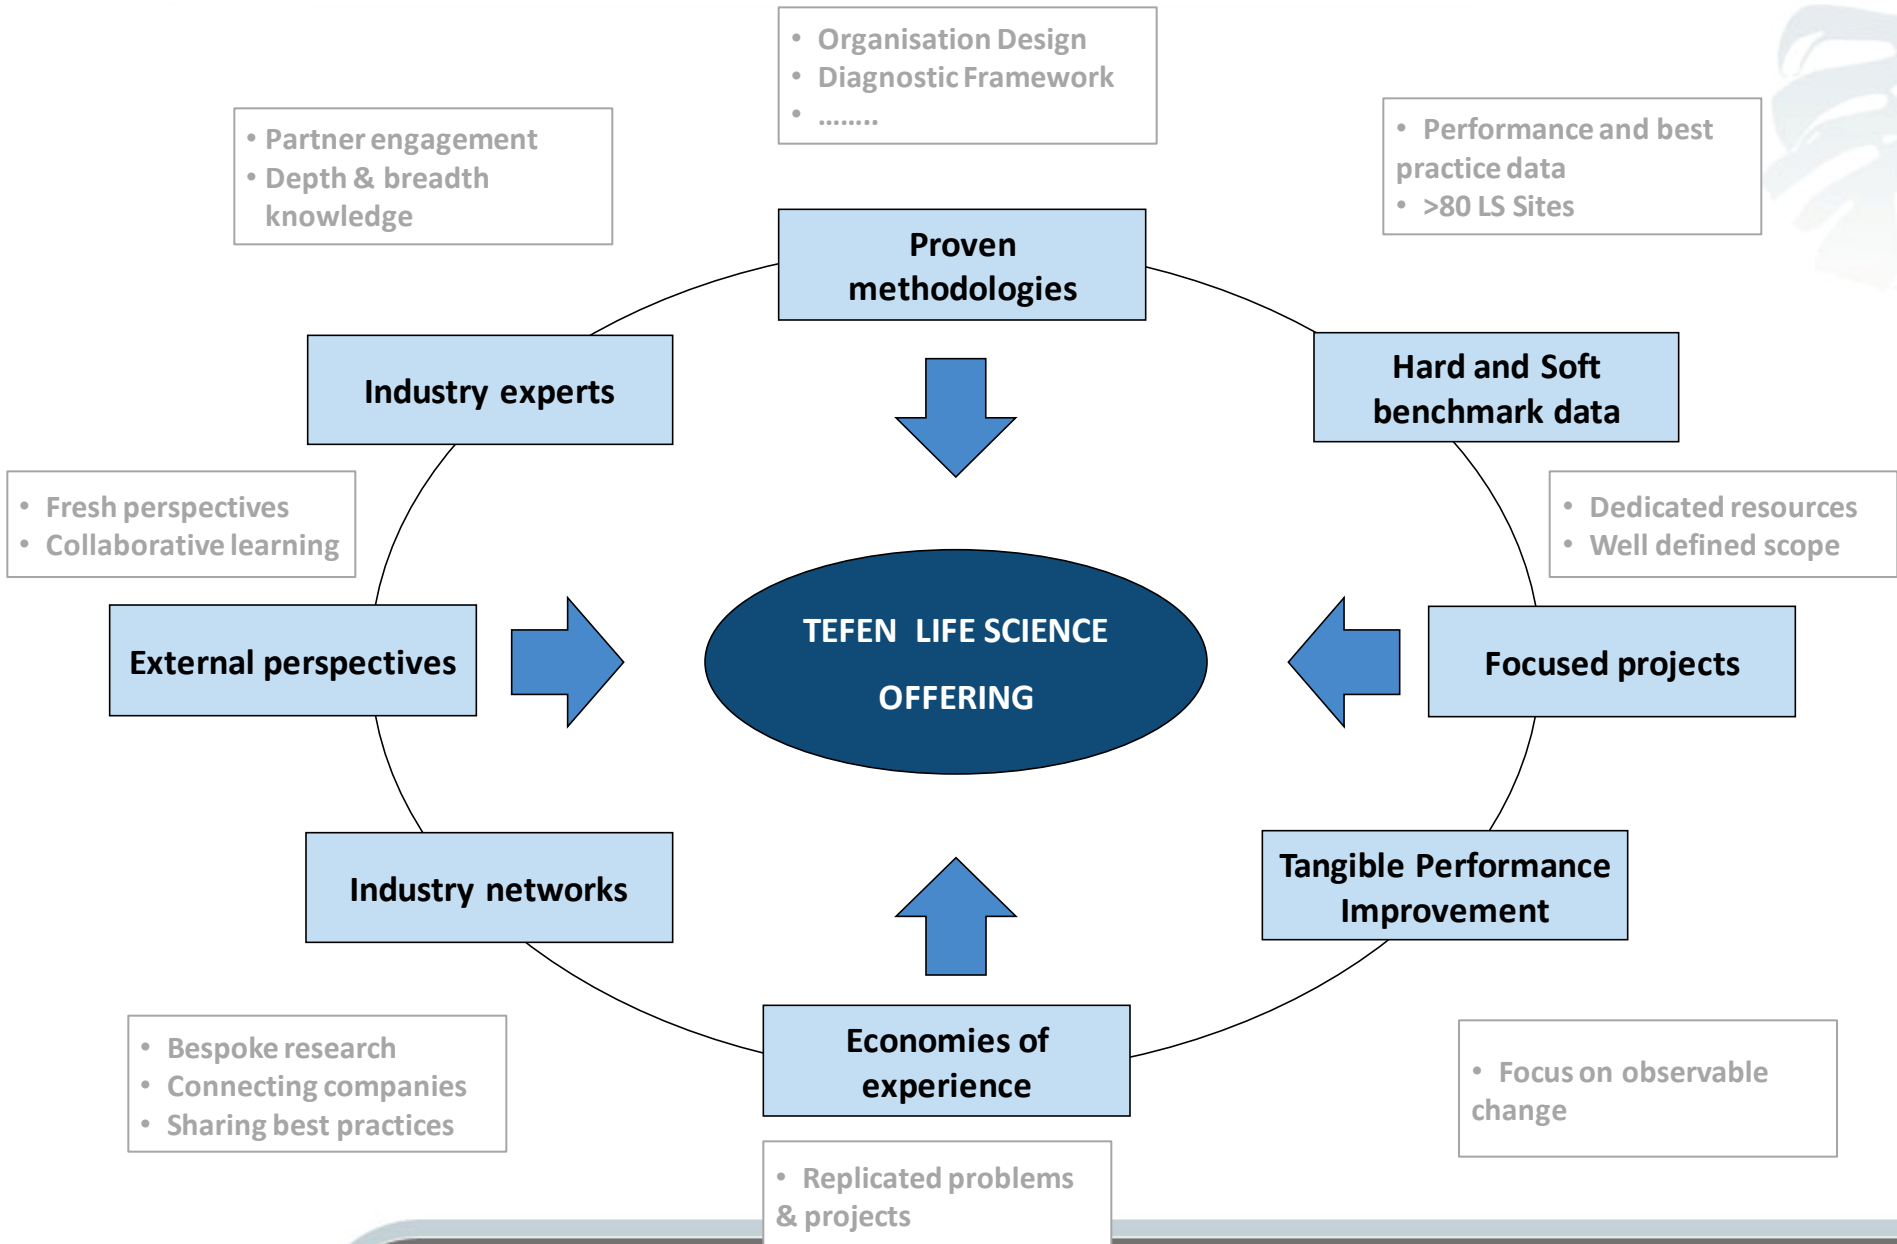 • Organisation Design
• Diagnostic Framework
• ........
• Partner engagement
• Depth & breadth
knowledge
• Performance and best
practice data
• >80 LS Sites
Proven
methodologies
Industry experts
Hard and Soft
benchmark data
• Fresh perspectives
• Collaborative learning
• Dedicated resources
• Well defined scope
TEFEN LIFE SCIENCE
OFFERING
External perspectives
Focused projects
Industry networks
Tangible Performance
Improvement
Economies of
experience
• Bespoke research
• Connecting companies
• Sharing best practices
• Focus on observable
change
• Replicated problems
& projects